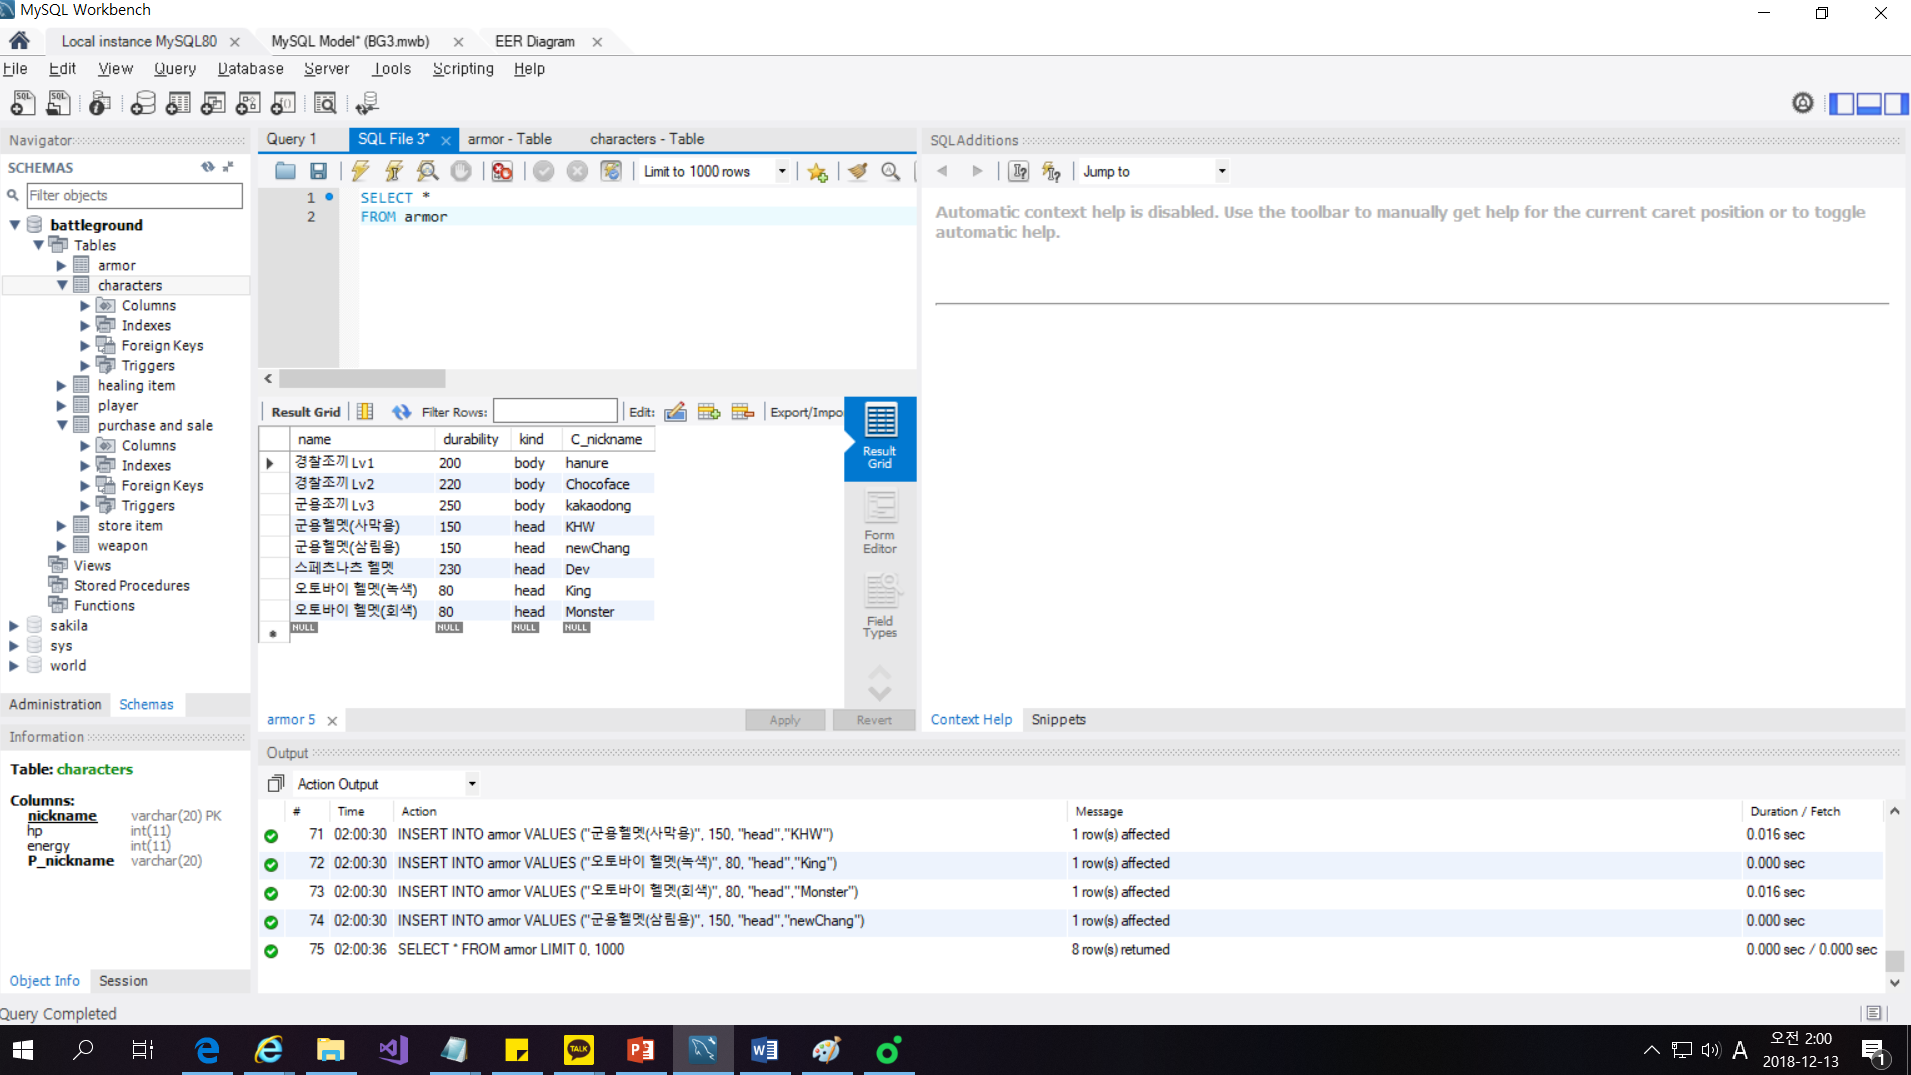 MySQL Workbench
Local instance MySQL80
MySQL Model* (BG3.mwb)
EER Diagram
File Edit View Query Database Server Tools Scripting Help
Navigator
SCHEMAS
Filter objects
battleground
Tables
armor
characters
Columns
Indexes
Foreign Keys
Triggers
healing item
player
purchase and sale
Columns
Indexes
Foreign Keys
Triggers
store item
weapon
Views
Stored Procedures
Functions
sakila
sys
world
Administration Schemas
Information
Table: characters
Columns:
nickname varchar(20) PK
hp int(11)
energy int(11)
P_nickname varchar(20)
Object Info Session
Query Completed
Query 1 SQL File 3* armor - Table characters - Table
Limit to 1000 rows
1 SELECT *
2 FROM armor
Result Grid Filter Rows: Edit: Export/Impo
name durability kind C_nickname
경찰조끼 Lv1 200 body hanure
경찰조끼 Lv2 220 body Chocoface
군용조끼 Lv3 250 body kakaodong
군용헬멧(사막용) 150 head KHW
군용헬멧(삼림용) 150 head newChang
스페츠나츠 헬멧 230 head Dev
오토바이 헬멧(녹색) 80 head King
오토바이 헬멧(회색) 80 head Monster
NULL NULL NULL NULL
Result
Grid
Form
Editor
Field
Types
armor 5
Apply Revert
SQLAdditions
Jump to
Automatic context help is disabled. Use the toolbar to manually get help for the current caret position or to toggle
automatic help.
Context Help Snippets
Output
Action Output
# Time Action Message Duration / Fetch
71 02:00:30 INSERT INTO armor VALUES ("군용헬멧(사막용)", 150, "head","KHW") 1 row(s) affected 0.016 sec
72 02:00:30 INSERT INTO armor VALUES ("오토바이 헬멧(녹색)", 80, "head","King") 1 row(s) affected 0.000 sec
73 02:00:30 INSERT INTO armor VALUES ("오토바이 헬멧(회색)", 80, "head","Monster") 1 row(s) affected 0.016 sec
74 02:00:30 INSERT INTO armor VALUES ("군용헬멧(삼림용)", 150, "head","newChang") 1 row(s) affected 0.000 sec
75 02:00:36 SELECT * FROM armor LIMIT 0, 1000 8 row(s) returned 0.000 sec / 0.000 sec
TALK
A
오전 2:00
2018-12-13
1